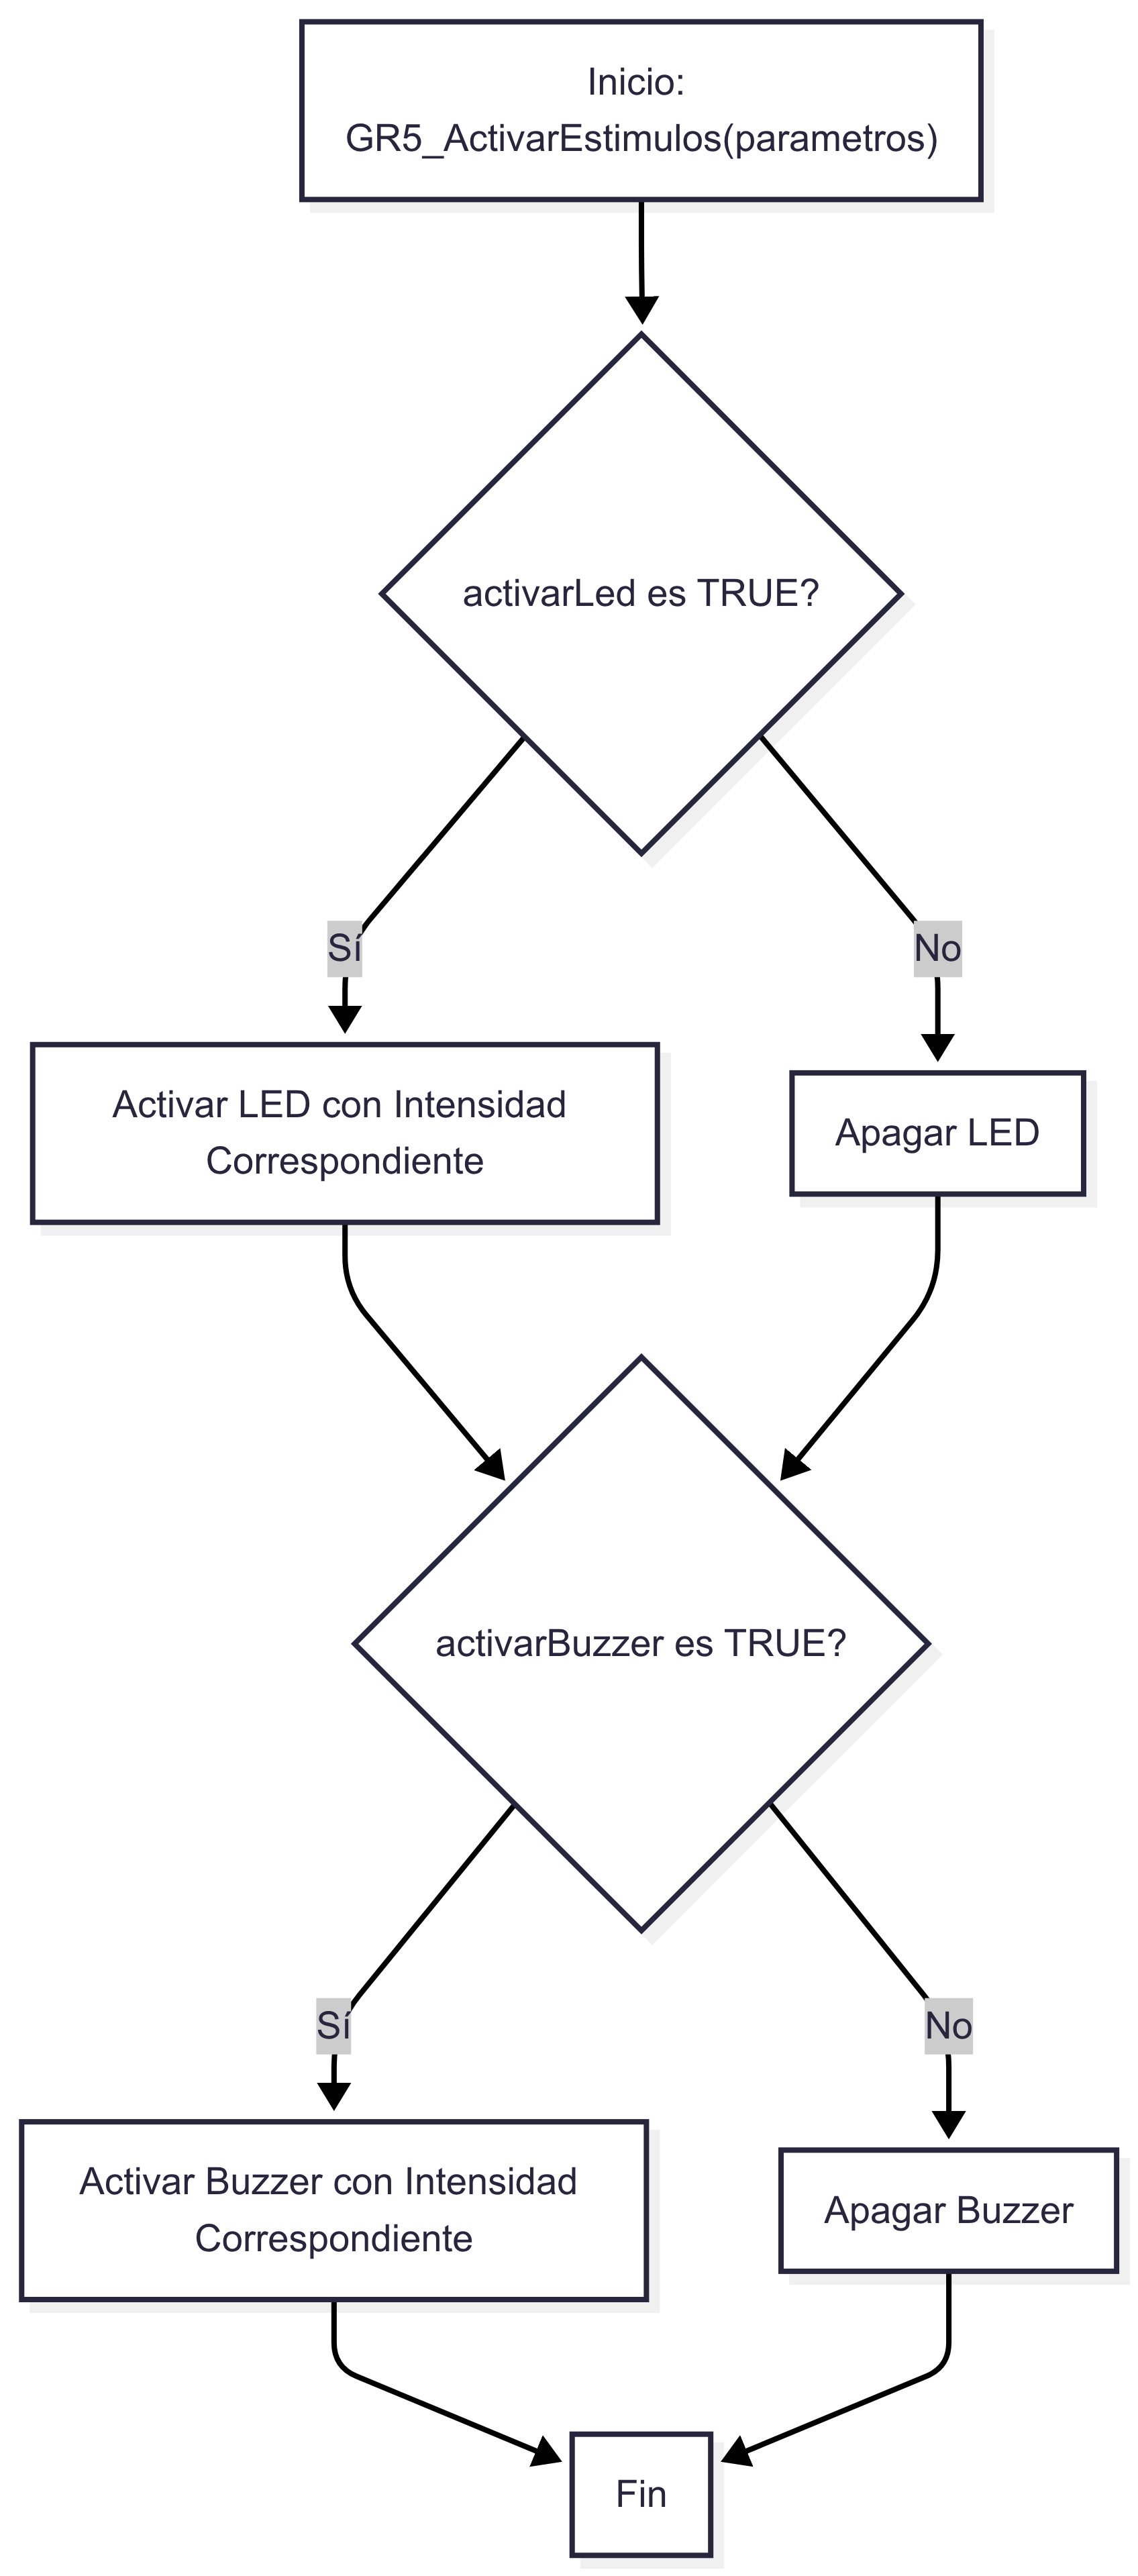 Inicio:
GR5_ActivarEstimulos(parametros)
activarLed es TRUE?
Sí
No
Activar LED con Intensidad
Correspondiente
Apagar LED
activarBuzzer es TRUE?
Sí
No
Activar Buzzer con Intensidad
Correspondiente
Apagar Buzzer
Fin